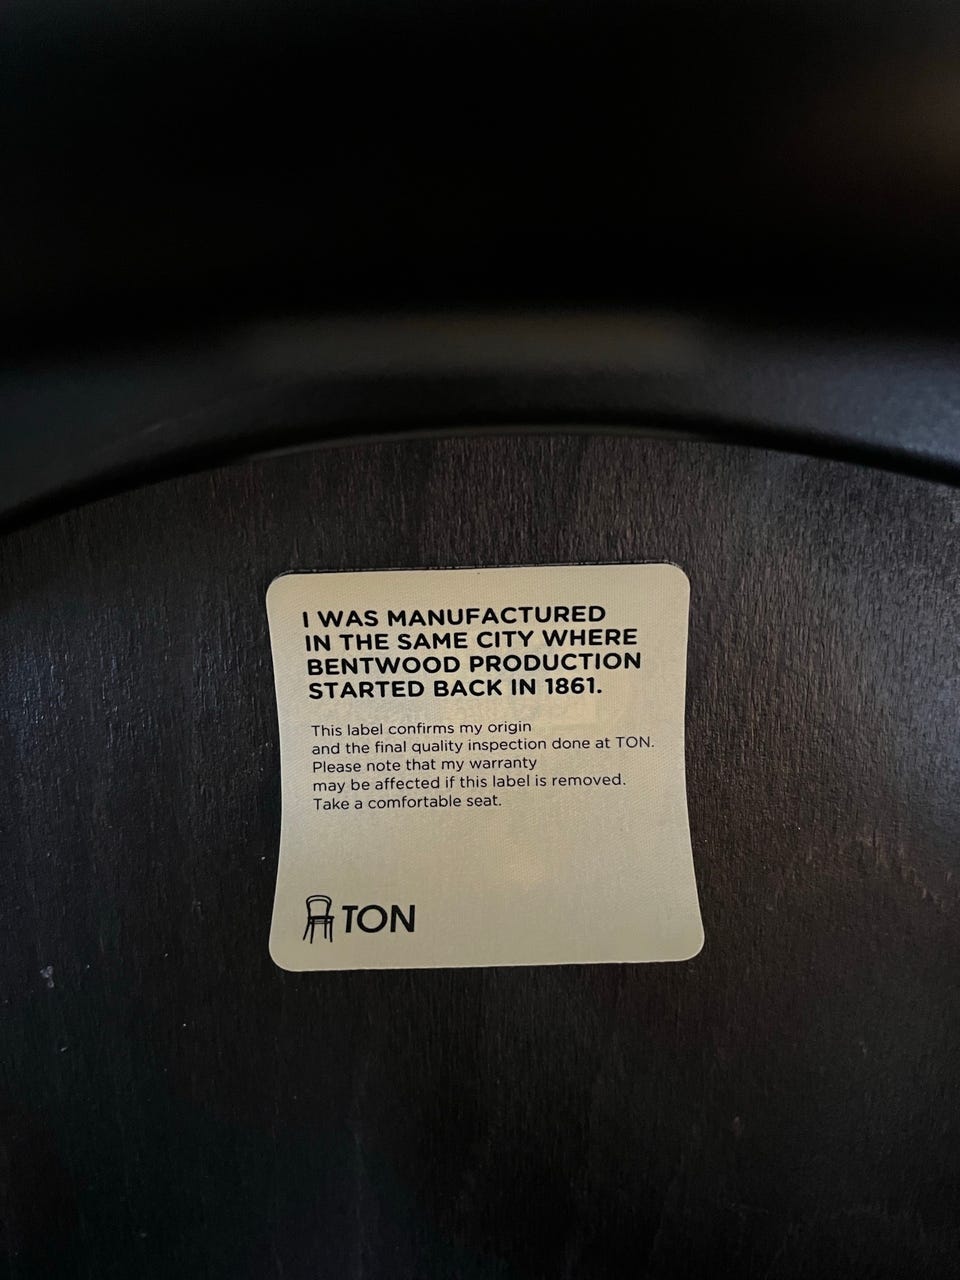 I WAS MANUFACTURED
IN THE SAME CITY WHERE
BENTWOOD PRODUCTION
STARTED BACK IN 1861.
This label confirms my origin
and the final quality inspection done at TON.
Please note that my warranty
may be affected if this label is removed.
Take a comfortable seat.
TON